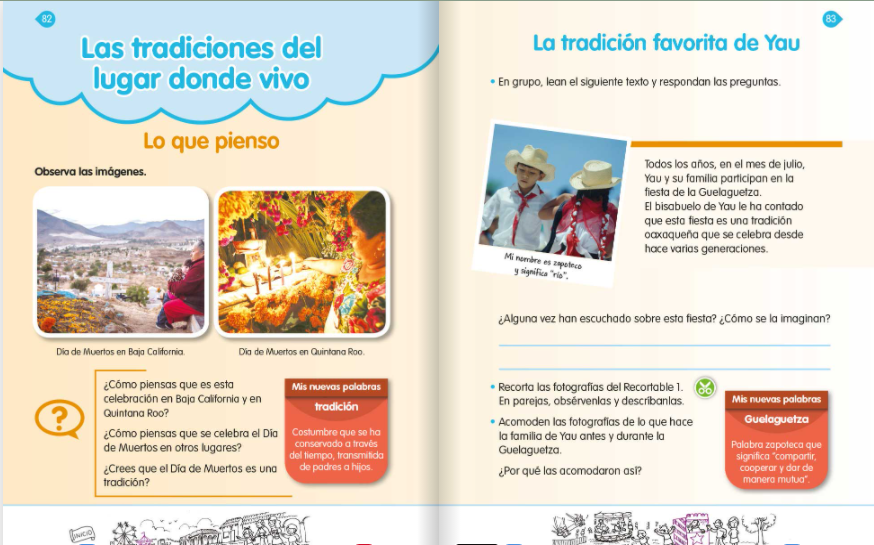 82
Las tradiciones del
lugar donde vivo
Lo que pienso
Observa las imágenes.
Día de Muertos en Baja California.
Día de Muertos en Quintana Roo.
¿Cómo piensas que es esta
celebración en Baja California y en
Quintana Roo?
¿Cómo piensas que se celebra el Día
de Muertos en otros lugares?
¿Crees que el Día de Muertos es una
tradición?
?
Mis nuevas palabras
tradición
Costumbre que se ha
conservado a través
del tiempo, transmitida
de padres a hijos.
INICIO
83
La tradición favorita de Yau
• En grupo, lean el siguiente texto y respondan las preguntas.
Mi nombre es zapoteco
y significa "río".
Todos los años, en el mes de julio,
Yau y su familia participan en la
fiesta de la Guelaguetza.
El bisabuelo de Yau le ha contado
que esta fiesta es una tradición
oaxaqueña que se celebra desde
hace varias generaciones.
¿Alguna vez han escuchado sobre esta fiesta? ¿Cómo se la imaginan?
• Recorta las fotografías del Recortable 1.
En parejas, obsérvenlas y descríbanlas.
• Acomoden las fotografías de lo que hace
la familia de Yau antes y durante la
Guelaguetza.
¿Por qué las acomodaron así?
Mis nuevas palabras
Guelaguetza
Palabra zapoteca que
significa "compartir,
cooperar y dar de
manera mutua".